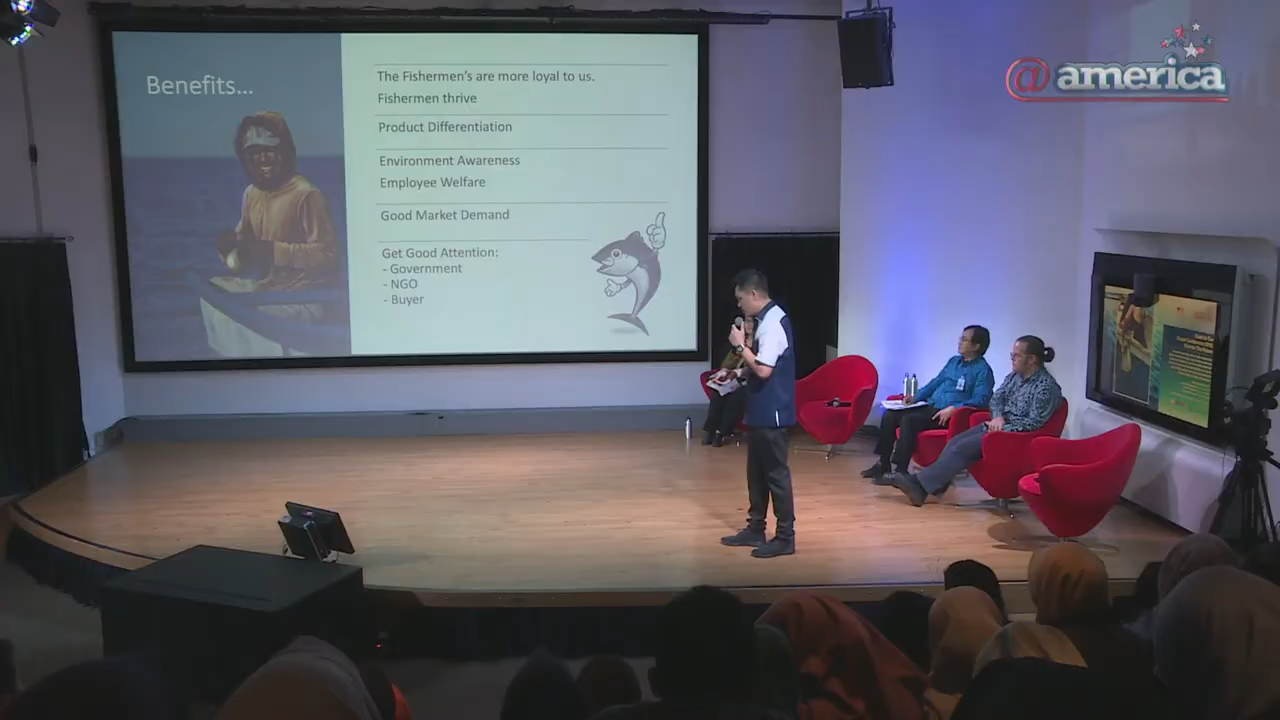 Benefits...
The Fishermen's are more loyal to us.
Fishermen thrive
Product Differentiation
Environment Awareness
Employee Welfare
Good Market Demand
Get Good Attention:
- Government
- NGO
- Buyer
@america